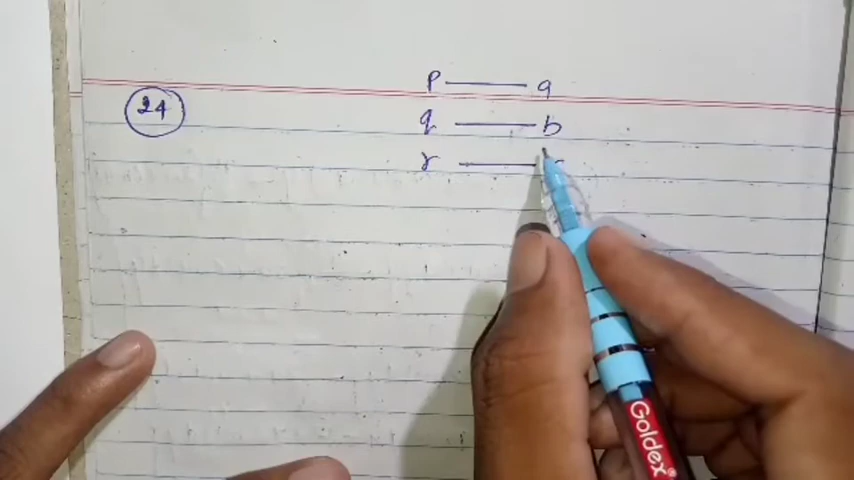 24
p —— a
q —— b
r ——
Goldex